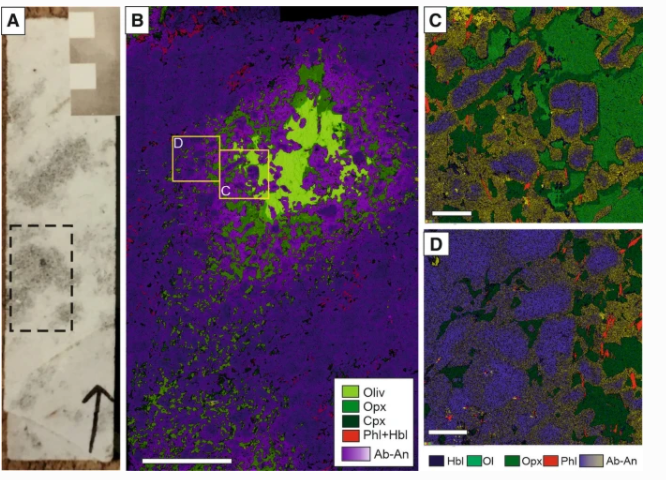 A
B
D
C
Oliv
Opx
Cpx
Phl+Hbl
Ab-An
C
D
Hbl Ol Opx Phl Ab-An